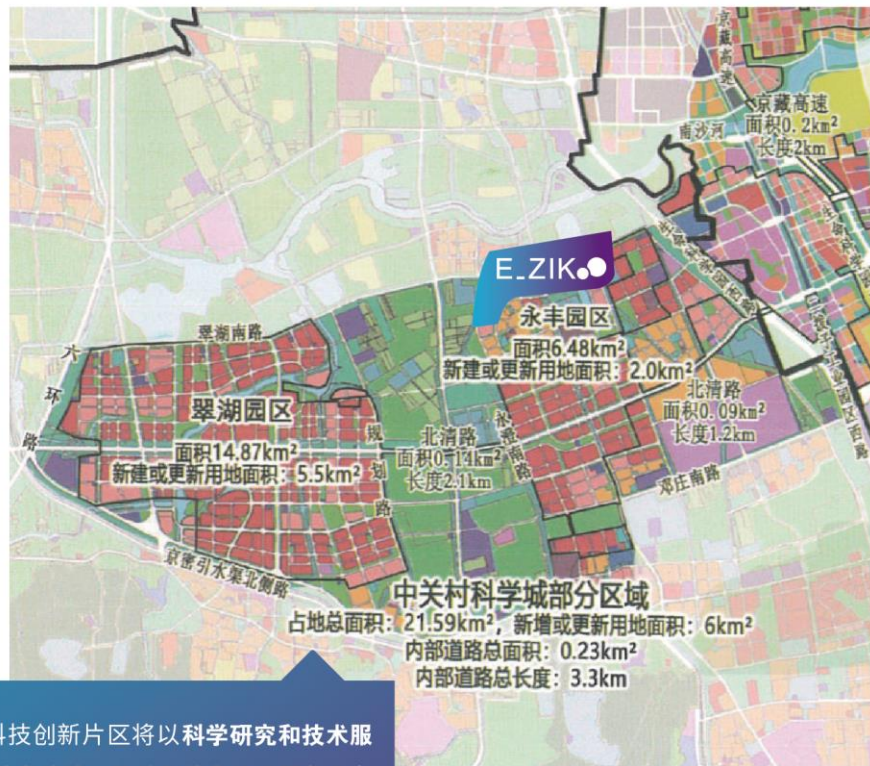 京藏高速
京藏高速
面积0.2km²
长度2km
南沙河
E_ZIK
永丰园区
面积6.48km²
新建或更新用地面积：2.0km²
翠湖南路
六环路
翠湖园区
面积14.87km²
新建或更新用地面积：5.5km²
规划路
北清路
面积0.14km²
长度2.1km
永澄南路
北清路
面积0.09km²
长度1.2km
邓庄南路
京密引水渠北侧路
中关村科学城部分区域
占地总面积：21.59km²，新增或更新用地面积：6km²
内部道路总面积：0.23km²
内部道路总长度：3.3km
科技创新片区将以科学研究和技术服